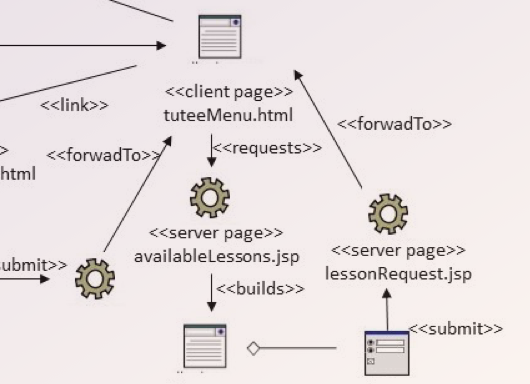 <<client page>>
tuteeMenu.html
<<link>>
<<forwadTo>>
<<forwadTo>>
<<requests>>
>
html
<<server page>>
availableLessons.jsp
<<server page>>
lessonRequest.jsp
submit>>
<<builds>>
<<submit>>